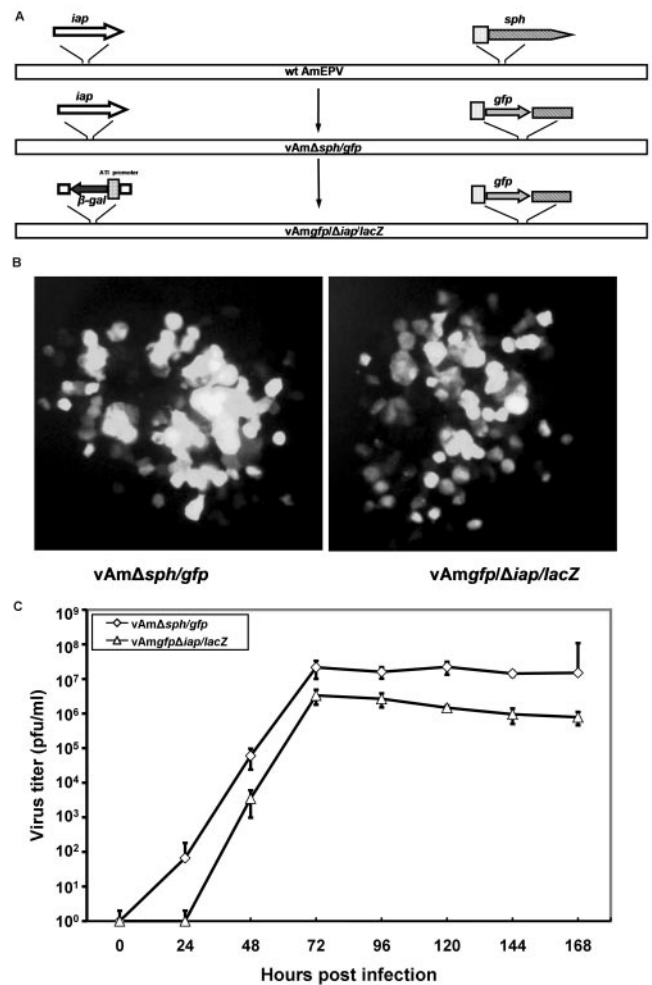 A
iap
sph
wt AmEPV
iap
gfp
vAmΔsph/gfp
ATI promoter
β-gal
gfp
vAmgfp/Δiap/lacZ
B
vAmΔsph/gfp
vAmgfp/Δiap/lacZ
C
10⁹
10⁸
10⁷
10⁶
10⁵
10⁴
10³
10²
10¹
10⁰
Virus titer (pfu/ml)
vAmΔsph/gfp
vAmgfpΔiap/lacZ
0 24 48 72 96 120 144 168
Hours post infection